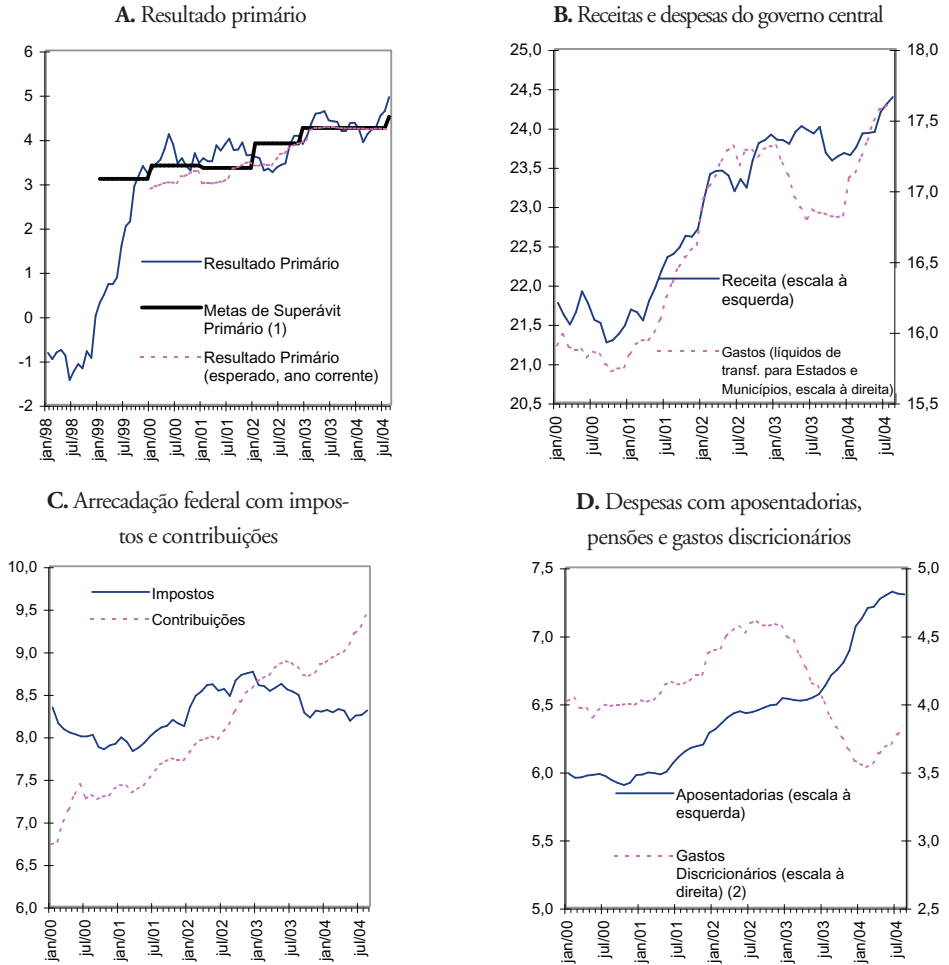 A. Resultado primário
6
5
4
3
2
1
0
-1
-2
jan/98
jul/98
jan/99
jul/99
jan/00
jul/00
jan/01
jul/01
jan/02
jul/02
jan/03
jul/03
jan/04
jul/04
Resultado Primário
Metas de Superávit
Primário (1)
Resultado Primário
(esperado, ano corrente)
B. Receitas e despesas do governo central
25,0
24,5
24,0
23,5
23,0
22,5
22,0
21,5
21,0
20,5
18,0
17,5
17,0
16,5
16,0
15,5
jan/00
jul/00
jan/01
jul/01
jan/02
jul/02
jan/03
jul/03
jan/04
jul/04
Receita (escala à
esquerda)
Gastos (líquidos de
transf. para Estados e
Municípios, escala à direita)
C. Arrecadação federal com impos-
tos e contribuições
10,0
9,5
9,0
8,5
8,0
7,5
7,0
6,5
6,0
jan/00
jul/00
jan/01
jul/01
jan/02
jul/02
jan/03
jul/03
jan/04
jul/04
Impostos
Contribuições
D. Despesas com aposentadorias,
pensões e gastos discricionários
7,5
7,0
6,5
6,0
5,5
5,0
5,0
4,5
4,0
3,5
3,0
2,5
jan/00
jul/00
jan/01
jul/01
jan/02
jul/02
jan/03
jul/03
jan/04
jul/04
Aposentadorias (escala à
esquerda)
Gastos
Discricionários (escala à
direita) (2)